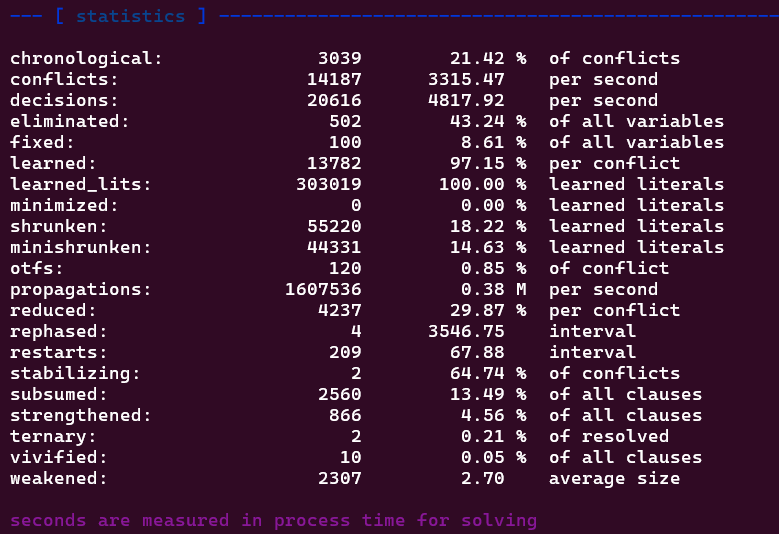 --- [ statistics ] ---------------------------------------------------
chronological: 3039 21.42 % of conflicts
conflicts: 14187 3315.47 per second
decisions: 20616 4817.92 per second
eliminated: 502 43.24 % of all variables
fixed: 100 8.61 % of all variables
learned: 13782 97.15 % per conflict
learned_lits: 303019 100.00 % learned literals
minimized: 0 0.00 % learned literals
shrunken: 55220 18.22 % learned literals
minishrunken: 44331 14.63 % learned literals
otfs: 120 0.85 % of conflict
propagations: 1607536 0.38 M per second
reduced: 4237 29.87 % per conflict
rephased: 4 3546.75 interval
restarts: 209 67.88 interval
stabilizing: 2 64.74 % of conflicts
subsumed: 2560 13.49 % of all clauses
strengthened: 866 4.56 % of all clauses
ternary: 2 0.21 % of resolved
vivified: 10 0.05 % of all clauses
weakened: 2307 2.70 average size
seconds are measured in process time for solving